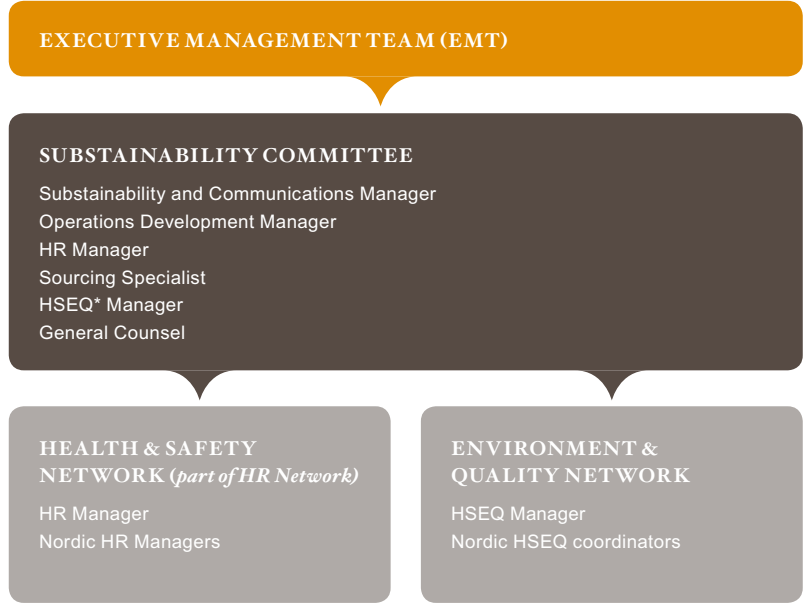 EXECUTIVE MANAGEMENT TEAM (EMT)
SUBSTAINABILITY COMMITTEE
Substainability and Communications Manager
Operations Development Manager
HR Manager
Sourcing Specialist
HSEQ* Manager
General Counsel
HEALTH & SAFETY
NETWORK (part of HR Network)
HR Manager
Nordic HR Managers
ENVIRONMENT &
QUALITY NETWORK
HSEQ Manager
Nordic HSEQ coordinators